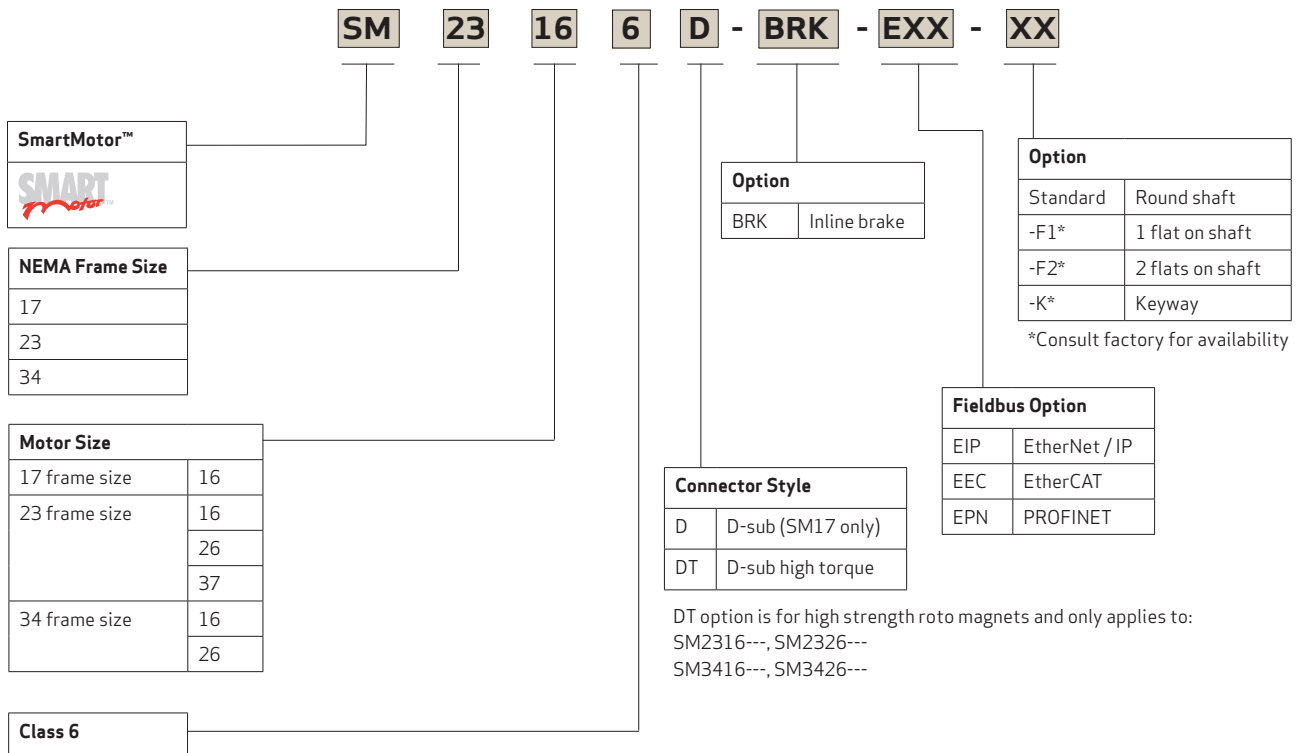 SM 23 16 6 D - BRK - EXX - XX
SmartMotor™
SMART
motor™
NEMA Frame Size
17
23
34
Motor Size
17 frame size 16
23 frame size 16
26
37
34 frame size 16
26
Class 6
Option
BRK Inline brake
Connector Style
D D-sub (SM17 only)
DT D-sub high torque
DT option is for high strength roto magnets and only applies to:
SM2316---, SM2326---
SM3416---, SM3426---
Option
Standard Round shaft
-F1* 1 flat on shaft
-F2* 2 flats on shaft
-K* Keyway
*Consult factory for availability
Fieldbus Option
EIP EtherNet / IP
EEC EtherCAT
EPN PROFINET